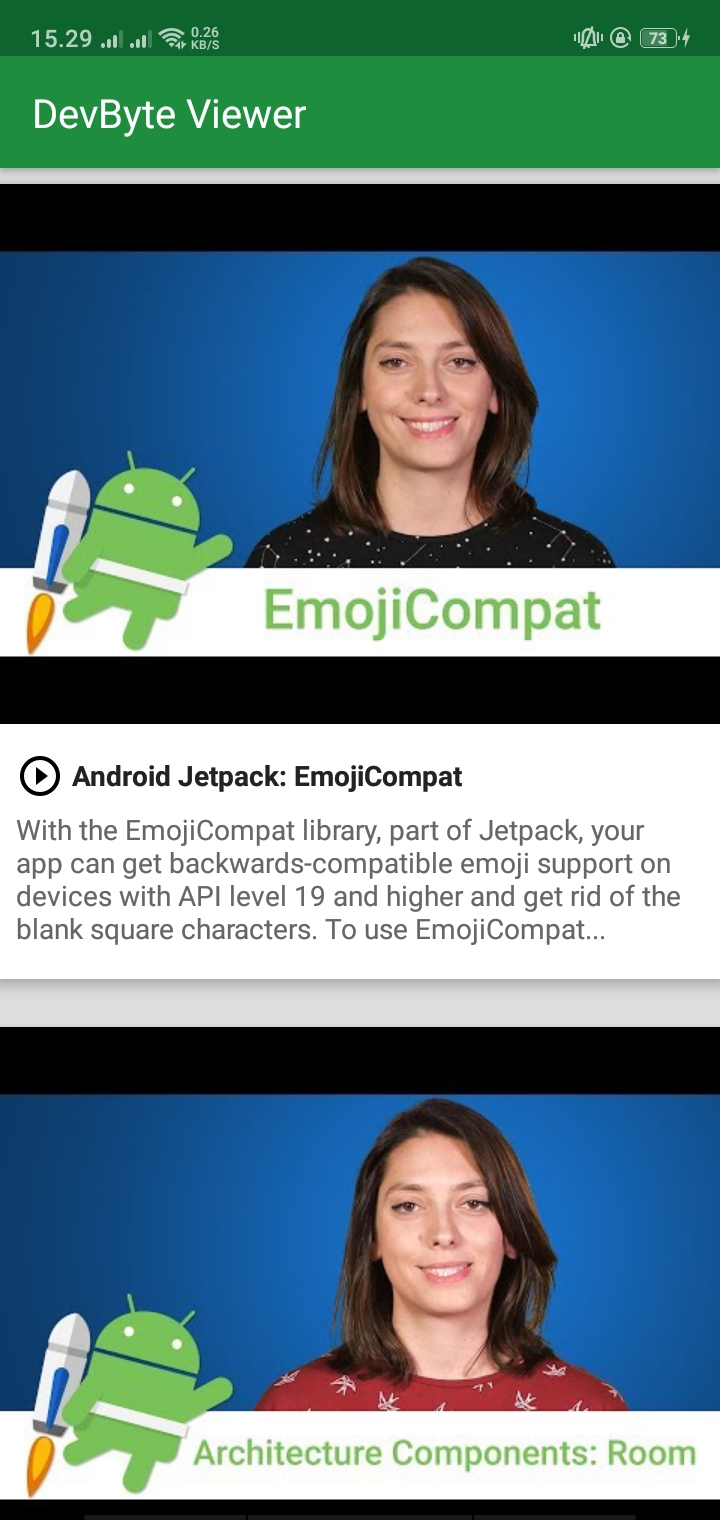 15.29
0.26
KB/S
73
DevByte Viewer
EmojiCompat
Android Jetpack: EmojiCompat
With the EmojiCompat library, part of Jetpack, your
app can get backwards-compatible emoji support on
devices with API level 19 and higher and get rid of the
blank square characters. To use EmojiCompat...
Architecture Components: Room